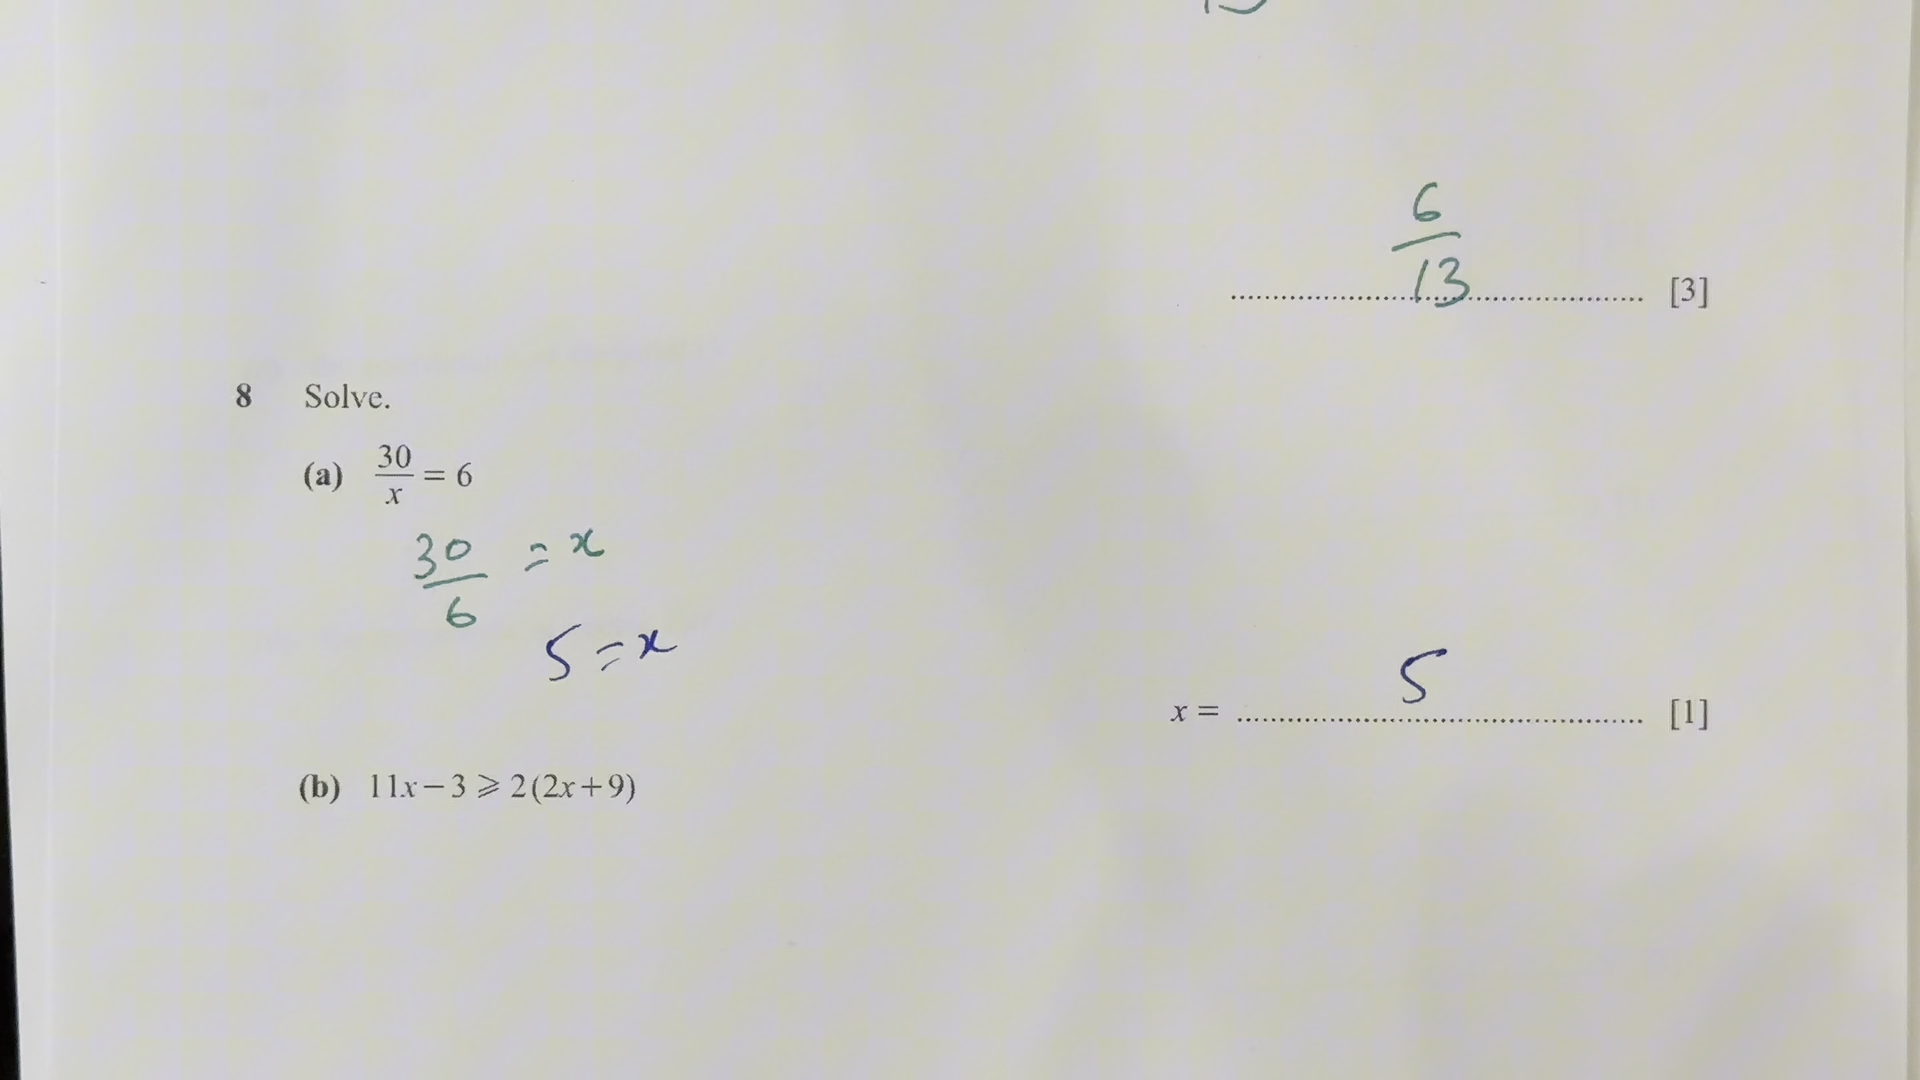 6
13
.................................................. [3]
8 Solve.
(a) 30/x = 6
30/6 = x
5 = x
5
x = .................................................. [1]
(b) 11x − 3 ⩾ 2(2x + 9)